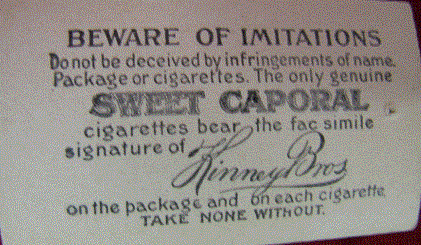 BEWARE OF IMITATIONS
Do not be deceived by infringements of name.
Package or cigarettes. The only genuine
SWEET CAPORAL
cigarettes bear the fac simile
signature of Kinney Bros
on the package and on each cigarette.
TAKE NONE WITHOUT.